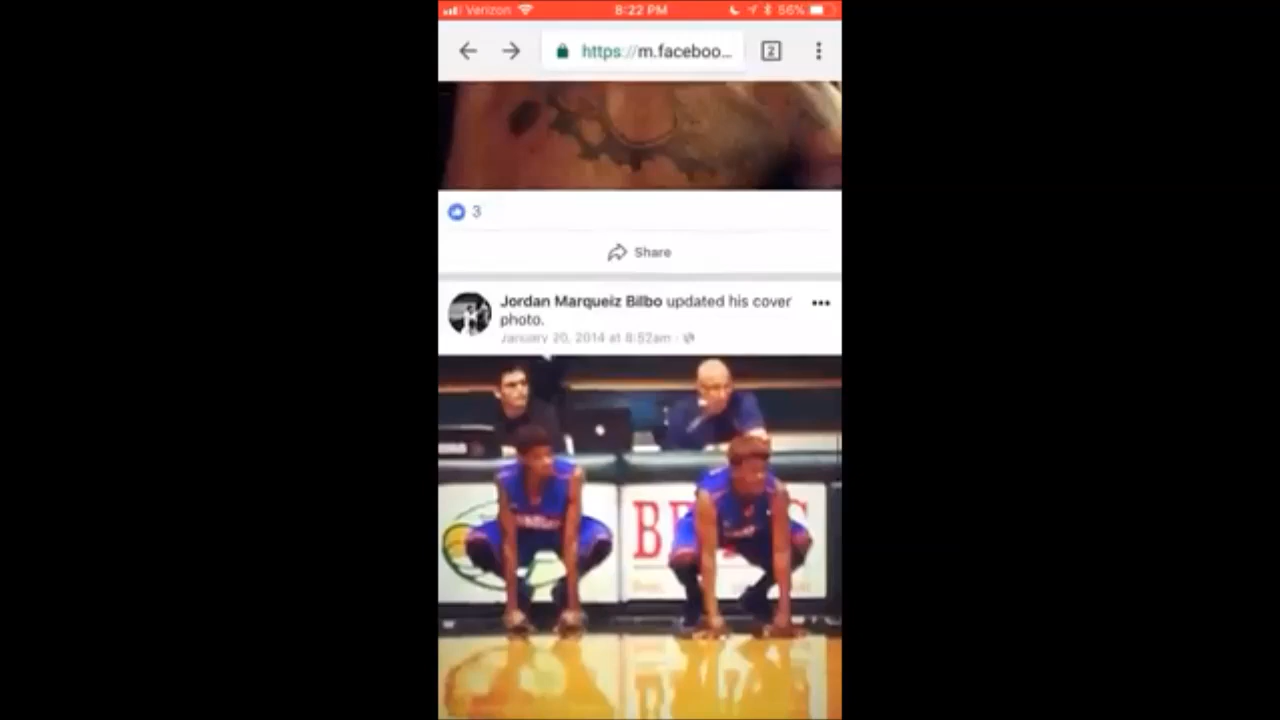 Verizon 8:22 PM 56%
https://m.faceboo... 2
3
Share
Jordan Marqueiz Bilbo updated his cover
photo.
January 20, 2014 at 8:52am